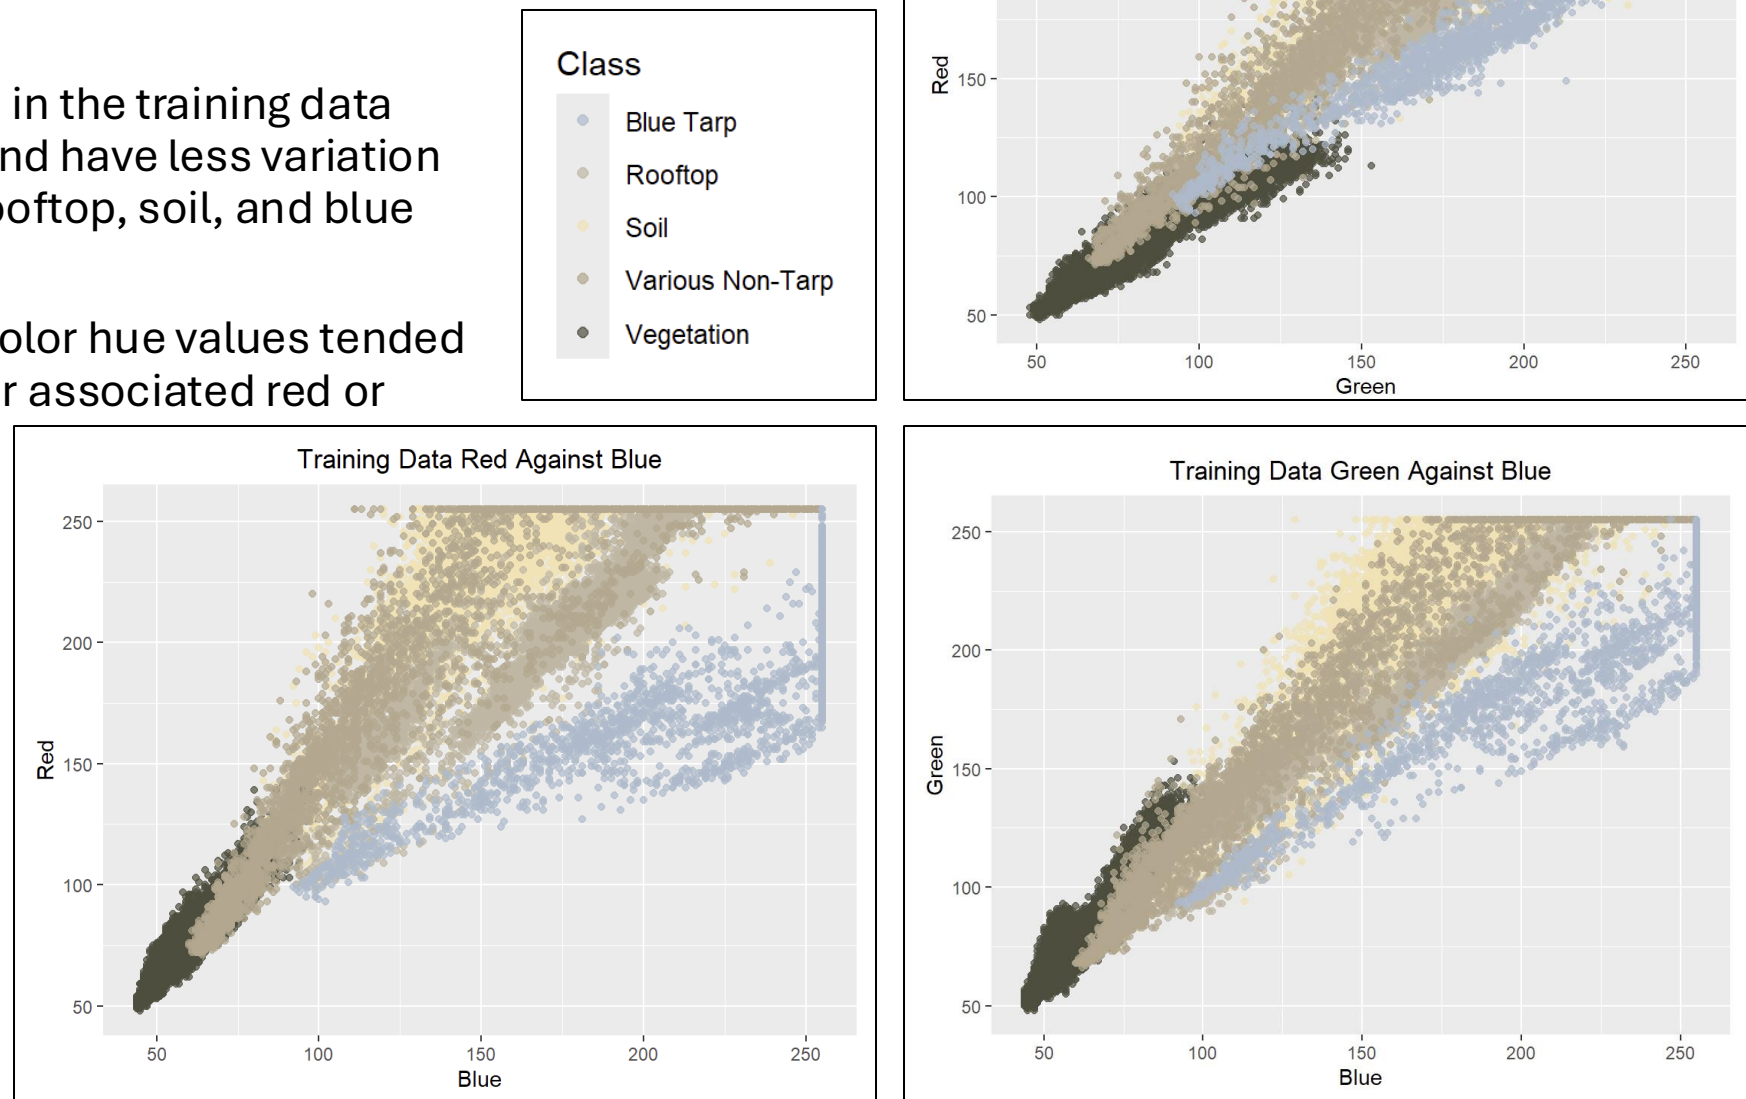 in the training data
nd have less variation
ooftop, soil, and blue
olor hue values tended
r associated red or
Class
Blue Tarp
Rooftop
Soil
Various Non-Tarp
Vegetation
Red
150
100
50
50 100 150 200 250
Green
Training Data Red Against Blue
Red
250
200
150
100
50
50 100 150 200 250
Blue
Training Data Green Against Blue
Green
250
200
150
100
50
50 100 150 200 250
Blue